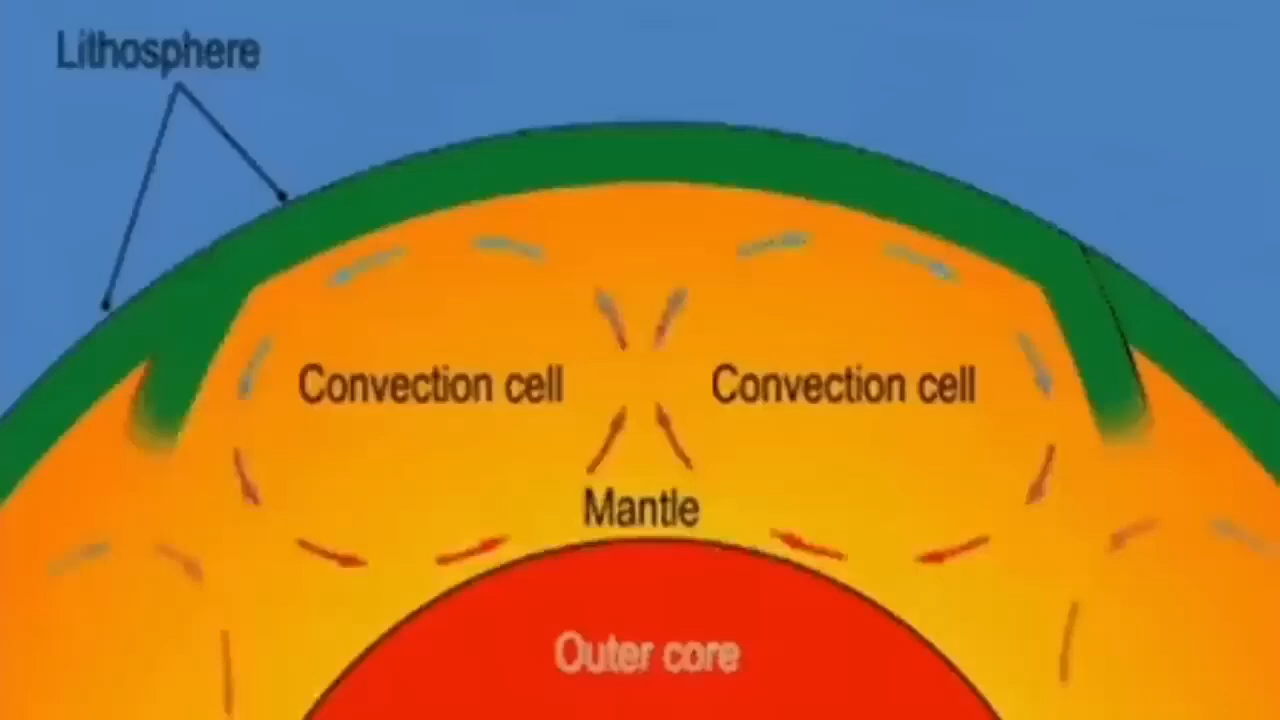 Lithosphere
Convection cell
Convection cell
Mantle
Outer core